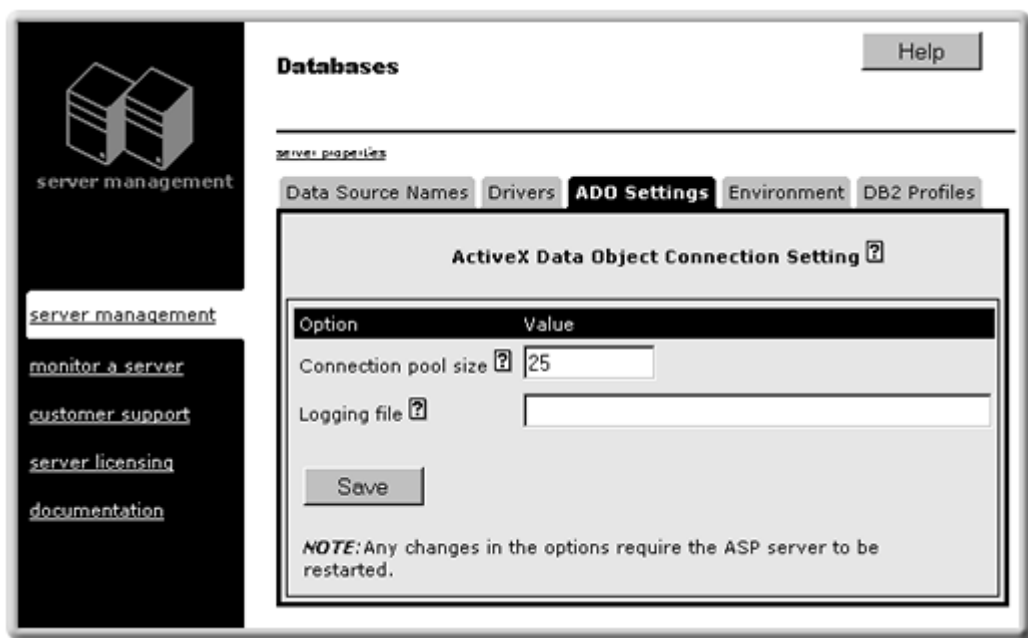 Databases
Help
server properties
server management
Data Source Names Drivers ADO Settings Environment DB2 Profiles
ActiveX Data Object Connection Setting ?
server management
monitor a server
customer support
server licensing
documentation
Option Value
Connection pool size ? 25
Logging file ?
Save
NOTE: Any changes in the options require the ASP server to be
restarted.